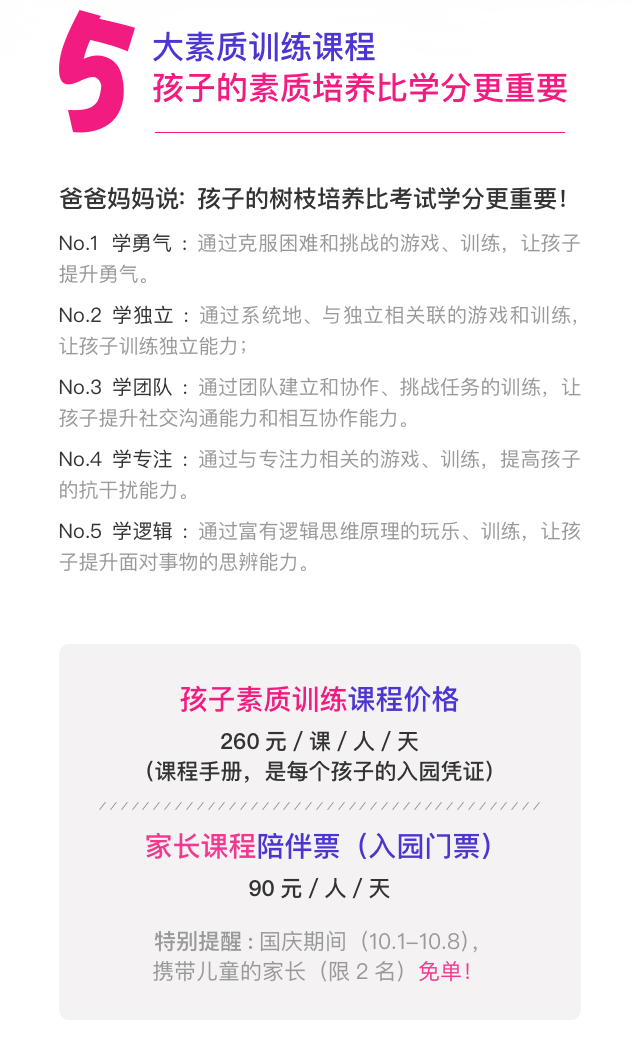 5
大素质训练课程
孩子的素质培养比学分更重要
爸爸妈妈说：孩子的树枝培养比考试学分更重要！
No.1 学勇气 ：通过克服困难和挑战的游戏、训练，让孩子
提升勇气。
No.2 学独立 ：通过系统地、与独立相关联的游戏和训练，
让孩子训练独立能力；
No.3 学团队 ：通过团队建立和协作、挑战任务的训练，让
孩子提升社交沟通能力和相互协作能力。
No.4 学专注 ：通过与专注力相关的游戏、训练，提高孩子
的抗干扰能力。
No.5 学逻辑 ：通过富有逻辑思维原理的玩乐、训练，让孩
子提升面对事物的思辨能力。
孩子素质训练课程价格
260 元 / 课 / 人 / 天
（课程手册，是每个孩子的入园凭证）
家长课程陪伴票（入园门票）
90 元 / 人 / 天
特别提醒：国庆期间（10.1-10.8），
携带儿童的家长（限 2 名）免单！